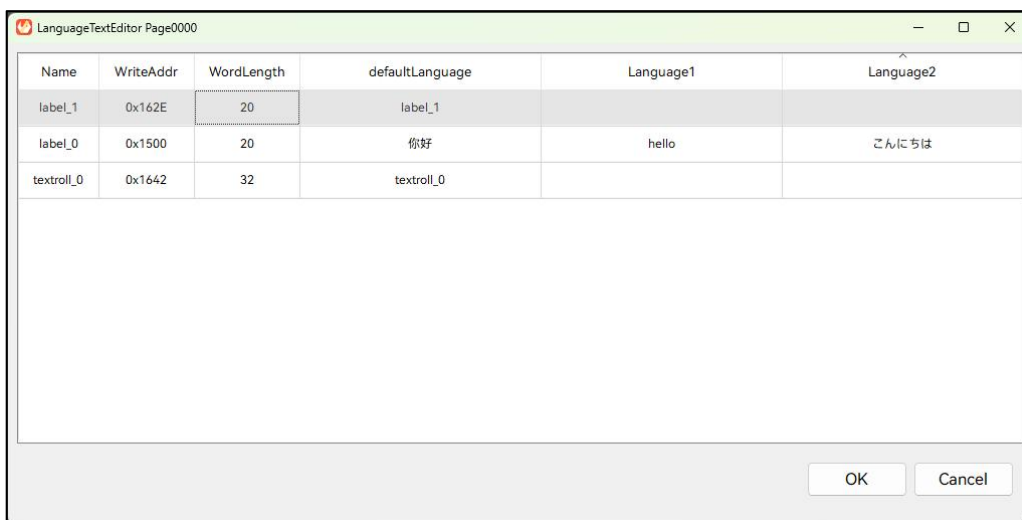 LanguageTextEditor Page0000
Name WriteAddr WordLength defaultLanguage Language1 Language2
label_1 0x162E 20 label_1
label_0 0x1500 20 你好 hello こんにちは
textroll_0 0x1642 32 textroll_0
OK Cancel